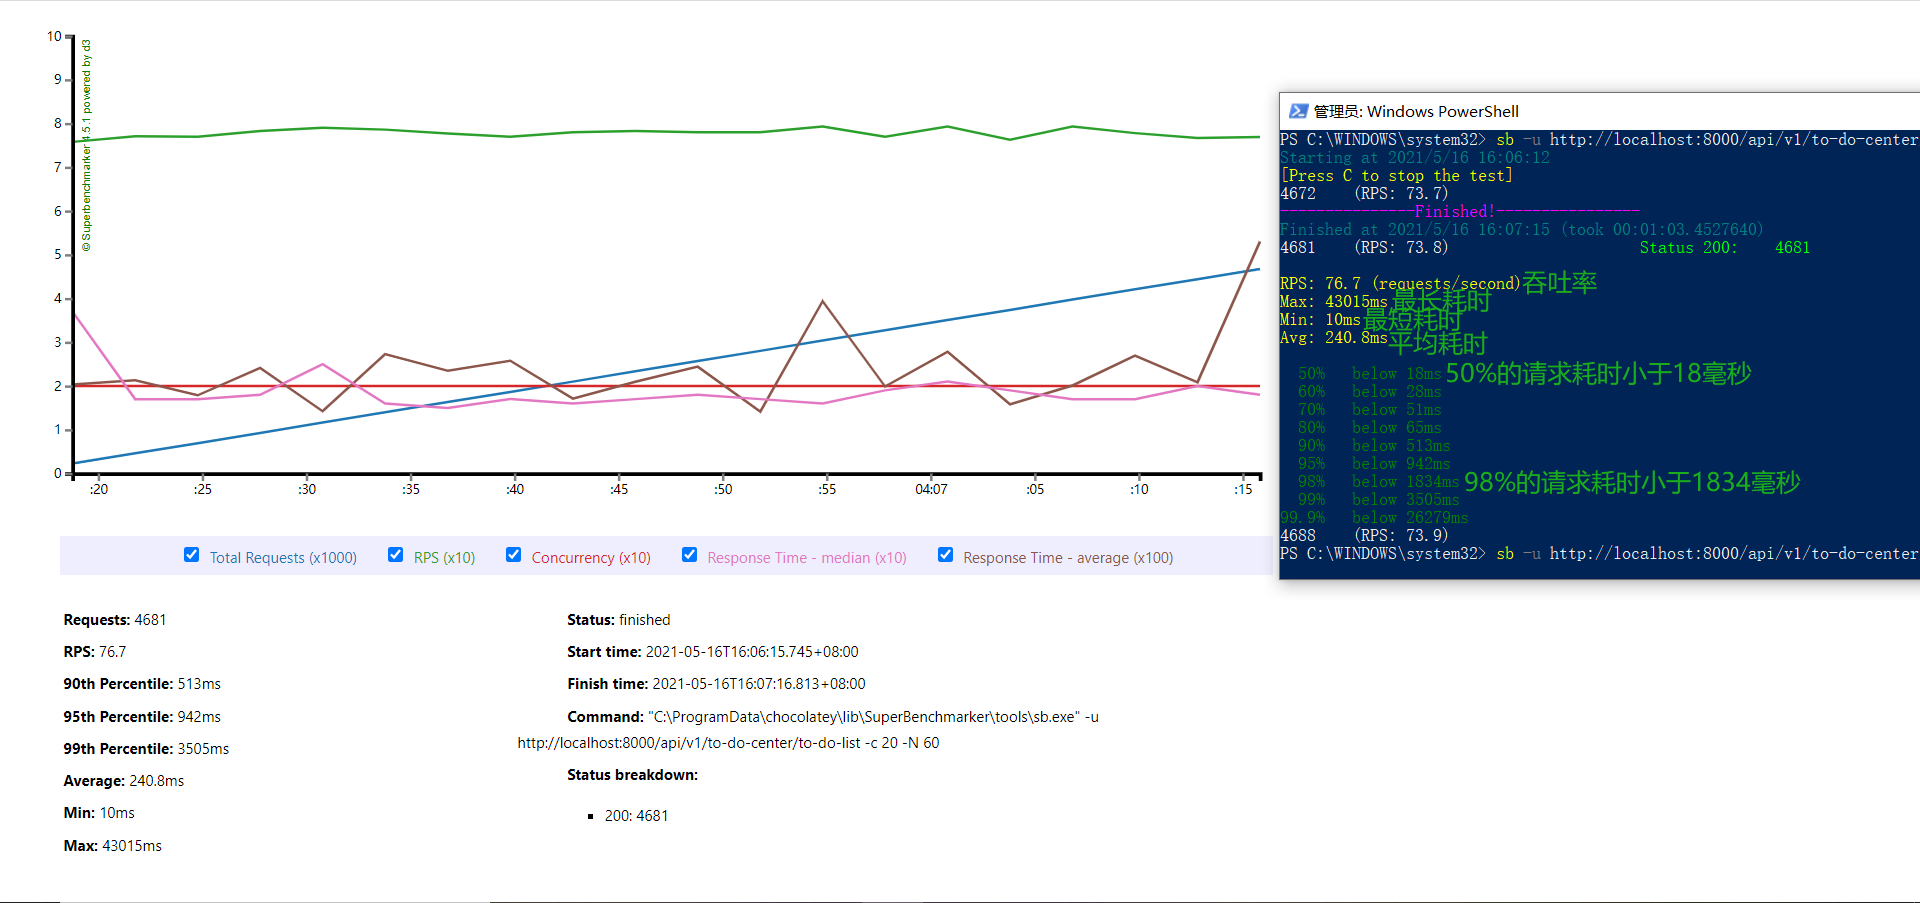 10
9
8
7
6
5
4
3
2
1
0
© Superbenchmarker 4.5.1 powered by d3
:20 :25 :30 :35 :40 :45 :50 :55 04:07 :05 :10 :15
Total Requests (x1000) RPS (x10) Concurrency (x10) Response Time - median (x10) Response Time - average (x100)
Requests: 4681
RPS: 76.7
90th Percentile: 513ms
95th Percentile: 942ms
99th Percentile: 3505ms
Average: 240.8ms
Min: 10ms
Max: 43015ms
Status: finished
Start time: 2021-05-16T16:06:15.745+08:00
Finish time: 2021-05-16T16:07:16.813+08:00
Command: "C:\ProgramData\chocolatey\lib\SuperBenchmarker\tools\sb.exe" -u
http://localhost:8000/api/v1/to-do-center/to-do-list -c 20 -N 60
Status breakdown:
200: 4681
管理员: Windows PowerShell
PS C:\WINDOWS\system32> sb -u http://localhost:8000/api/v1/to-do-center
Starting at 2021/5/16 16:06:12
[Press C to stop the test]
4672 (RPS: 73.7)
---------------Finished!----------------
Finished at 2021/5/16 16:07:15 (took 00:01:03.4527640)
4681 (RPS: 73.8) Status 200: 4681
RPS: 76.7 (requests/second)吞吐率
Max: 43015ms 最长耗时
Min: 10ms 最短耗时
Avg: 240.8ms 平均耗时
50% below 18ms 50%的请求耗时小于18毫秒
60% below 28ms
70% below 51ms
80% below 65ms
90% below 513ms
95% below 942ms
98% below 1834ms 98%的请求耗时小于1834毫秒
99% below 3505ms
99.9% below 26279ms
4688 (RPS: 73.9)
PS C:\WINDOWS\system32> sb -u http://localhost:8000/api/v1/to-do-center